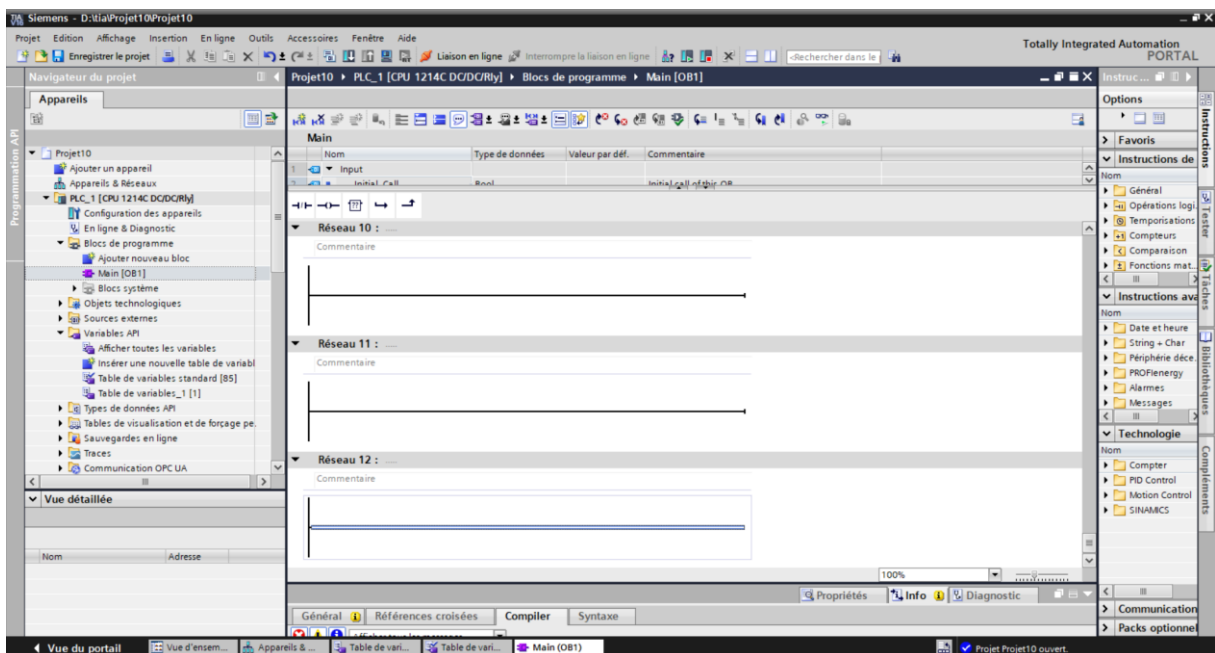 Siemens - D:\tia\Projet10\Projet10
Projet Edition Affichage Insertion En ligne Outils Accessoires Fenêtre Aide
Totally Integrated Automation
PORTAL
Enregistrer le projet
Liaison en ligne
Interrompre la liaison en ligne
<Rechercher dans le
Navigateur du projet
Appareils
Programmation API
Projet10
Ajouter un appareil
Appareils & Réseaux
PLC_1 [CPU 1214C DC/DC/Rly]
Configuration des appareils
En ligne & Diagnostic
Blocs de programme
Ajouter nouveau bloc
Main [OB1]
Blocs système
Objets technologiques
Sources externes
Variables API
Afficher toutes les variables
Insérer une nouvelle table de variabl
Table de variables standard [85]
Table de variables_1 [1]
Types de données API
Tables de visualisation et de forçage pe.
Sauvegardes en ligne
Traces
Communication OPC UA
Vue détaillée
Nom Adresse
Projet10 PLC_1 [CPU 1214C DC/DC/Rly] Blocs de programme Main [OB1]
Main
Nom Type de données Valeur par déf. Commentaire
1 Input
2 Initial_Call Bool Initial call of this OB
Réseau 10 : .....
Commentaire
Réseau 11 : .....
Commentaire
Réseau 12 : .....
Commentaire
100%
Propriétés Info Diagnostic
Général Références croisées Compiler Syntaxe
Instruc...
Options
Favoris
Instructions de
Nom
Général
Opérations logi.
Temporisations
Compteurs
Comparaison
Fonctions mat...
Instructions ava
Nom
Date et heure
String + Char
Périphérie déce.
PROFIenergy
Alarmes
Messages
Technologie
Nom
Compter
PID Control
Motion Control
SINAMICS
Communication
Packs optionnel
Instructions
Tester
Tâches
Bibliothèques
Compléments
Vue du portail Vue d'ensem... Appareils & ... Table de vari... Table de vari... Main (OB1)
Projet Projet10 ouvert.